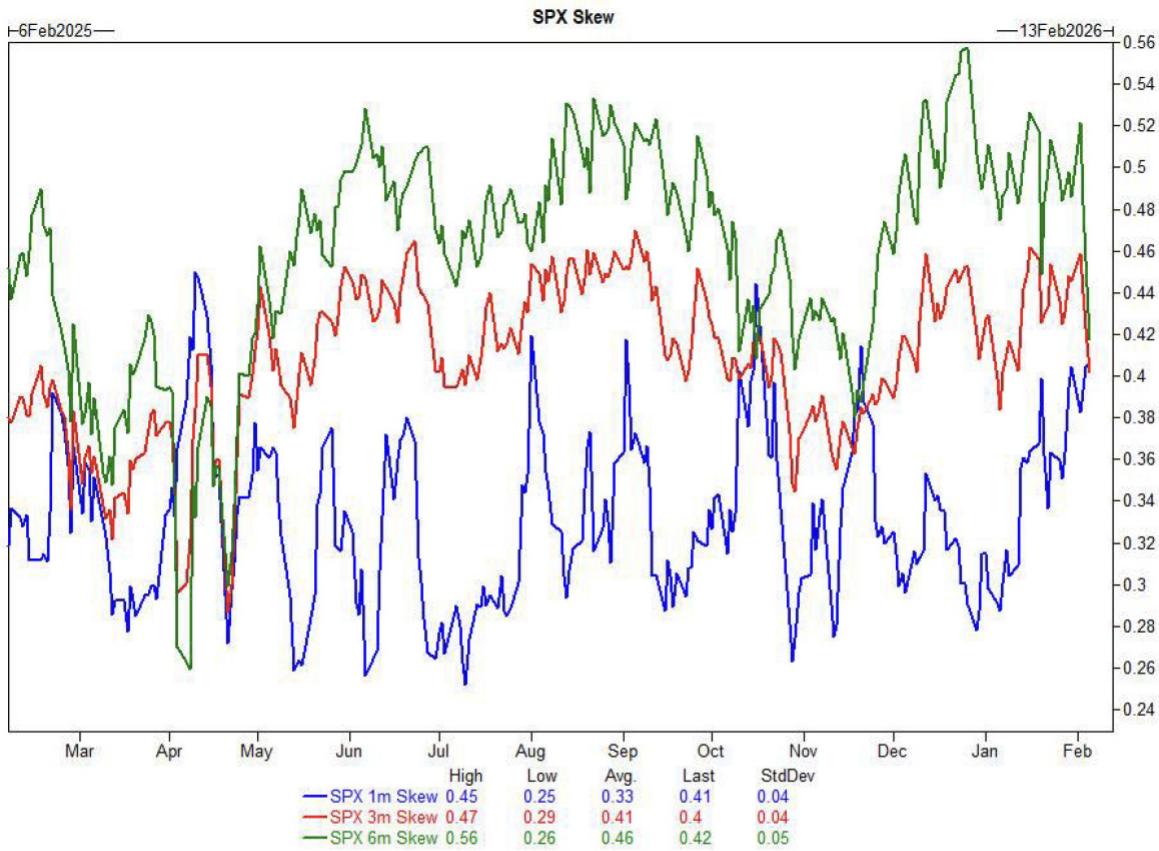 SPX Skew
6Feb2025
13Feb2026
0.56
0.54
0.52
0.5
0.48
0.46
0.44
0.42
0.4
0.38
0.36
0.34
0.32
0.3
0.28
0.26
0.24
Mar Apr May Jun Jul Aug Sep Oct Nov Dec Jan Feb
High Low Avg. Last StdDev
SPX 1m Skew 0.45 0.25 0.33 0.41 0.04
SPX 3m Skew 0.47 0.29 0.41 0.4 0.04
SPX 6m Skew 0.56 0.26 0.46 0.42 0.05